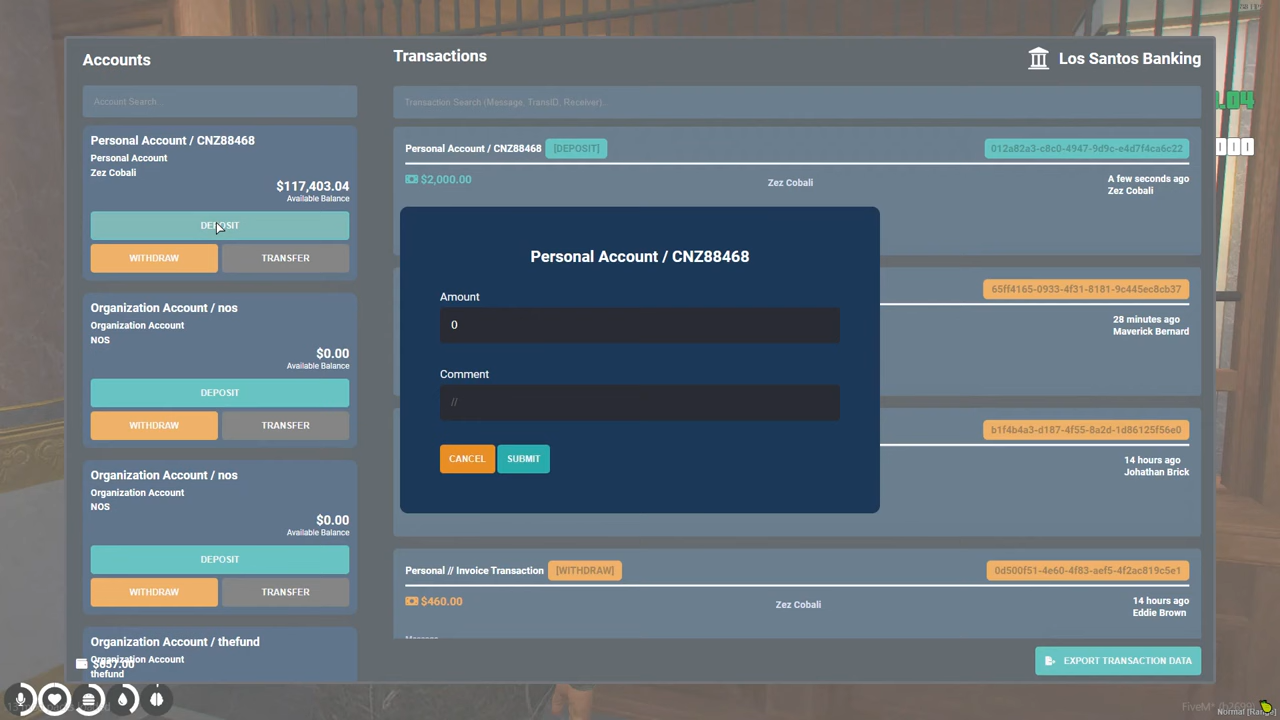 Accounts
Account Search...
Personal Account / CNZ88468
Personal Account
Zez Cobali
$117,403.04
Available Balance
DEPOSIT
WITHDRAW
TRANSFER
Organization Account / nos
Organization Account
NOS
$0.00
Available Balance
DEPOSIT
WITHDRAW
TRANSFER
Organization Account / nos
Organization Account
NOS
$0.00
Available Balance
DEPOSIT
WITHDRAW
TRANSFER
Organization Account / thefund
Organization Account
thefund
Transactions
Los Santos Banking
Transaction Search (Message, TransID, Receiver)..
Personal Account / CNZ88468 [DEPOSIT]
012a82a3-c8c0-4947-9d9c-e4d7f4ca6c22
$2,000.00
Zez Cobali
A few seconds ago
Zez Cobali
65ff4165-0933-4f31-8181-9c445ec8cb37
28 minutes ago
Maverick Bernard
b1f4b4a3-d187-4f55-8a2d-1d86125f56e0
14 hours ago
Johathan Brick
Personal // Invoice Transaction [WITHDRAW]
0d500f51-4e60-4f83-aef5-4f2ac819c5e1
$460.00
Zez Cobali
14 hours ago
Eddie Brown
Personal Account / CNZ88468
Amount
0
Comment
//
CANCEL
SUBMIT
EXPORT TRANSACTION DATA